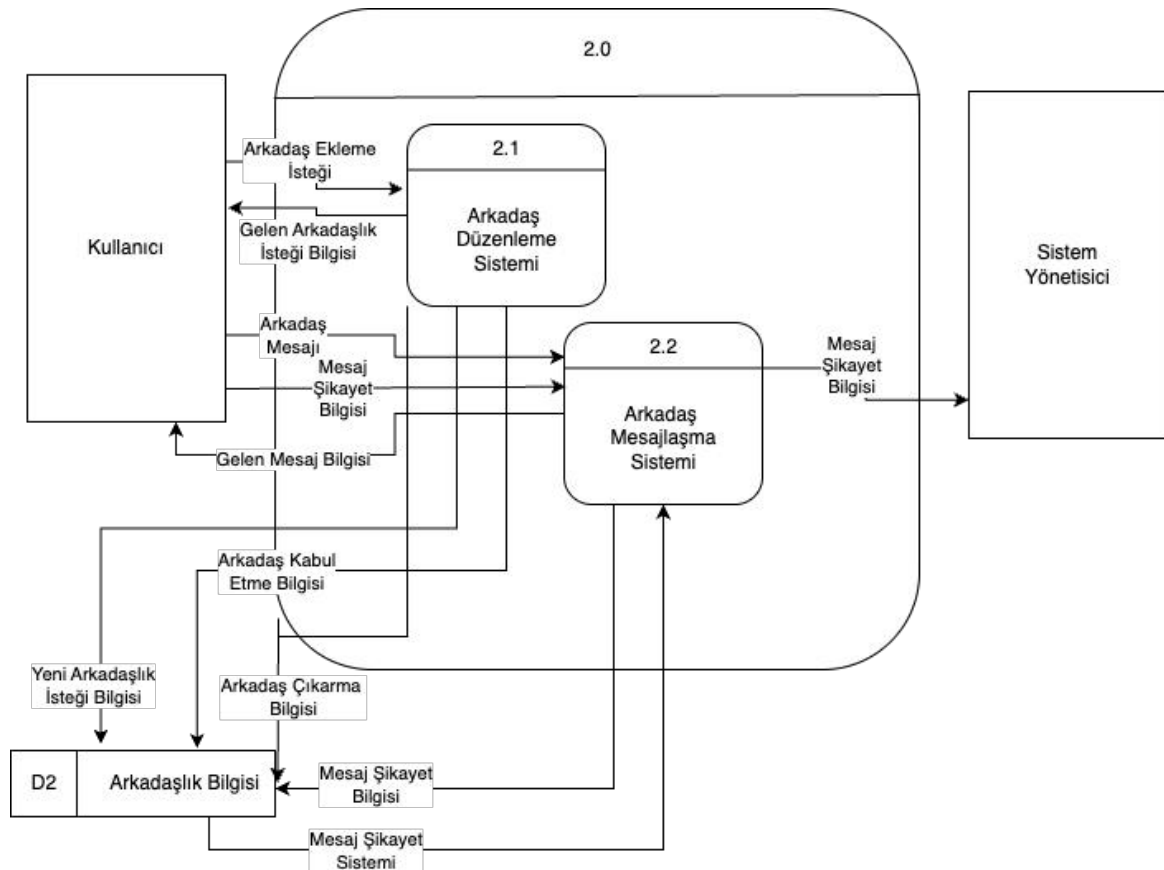 2.0
Kullanıcı
Arkadaş Ekleme
İsteği
2.1
Arkadaş
Düzenleme
Sistemi
Gelen Arkadaşlık
İsteği Bilgisi
Sistem
Yönetisici
Arkadaş
Mesajı
Mesaj
Şikayet
Bilgisi
2.2
Arkadaş
Mesajlaşma
Sistemi
Mesaj
Şikayet
Bilgisi
Gelen Mesaj Bilgisi
Arkadaş Kabul
Etme Bilgisi
Yeni Arkadaşlık
İsteği Bilgisi
Arkadaş Çıkarma
Bilgisi
D2
Arkadaşlık Bilgisi
Mesaj Şikayet
Bilgisi
Mesaj Şikayet
Sistemi